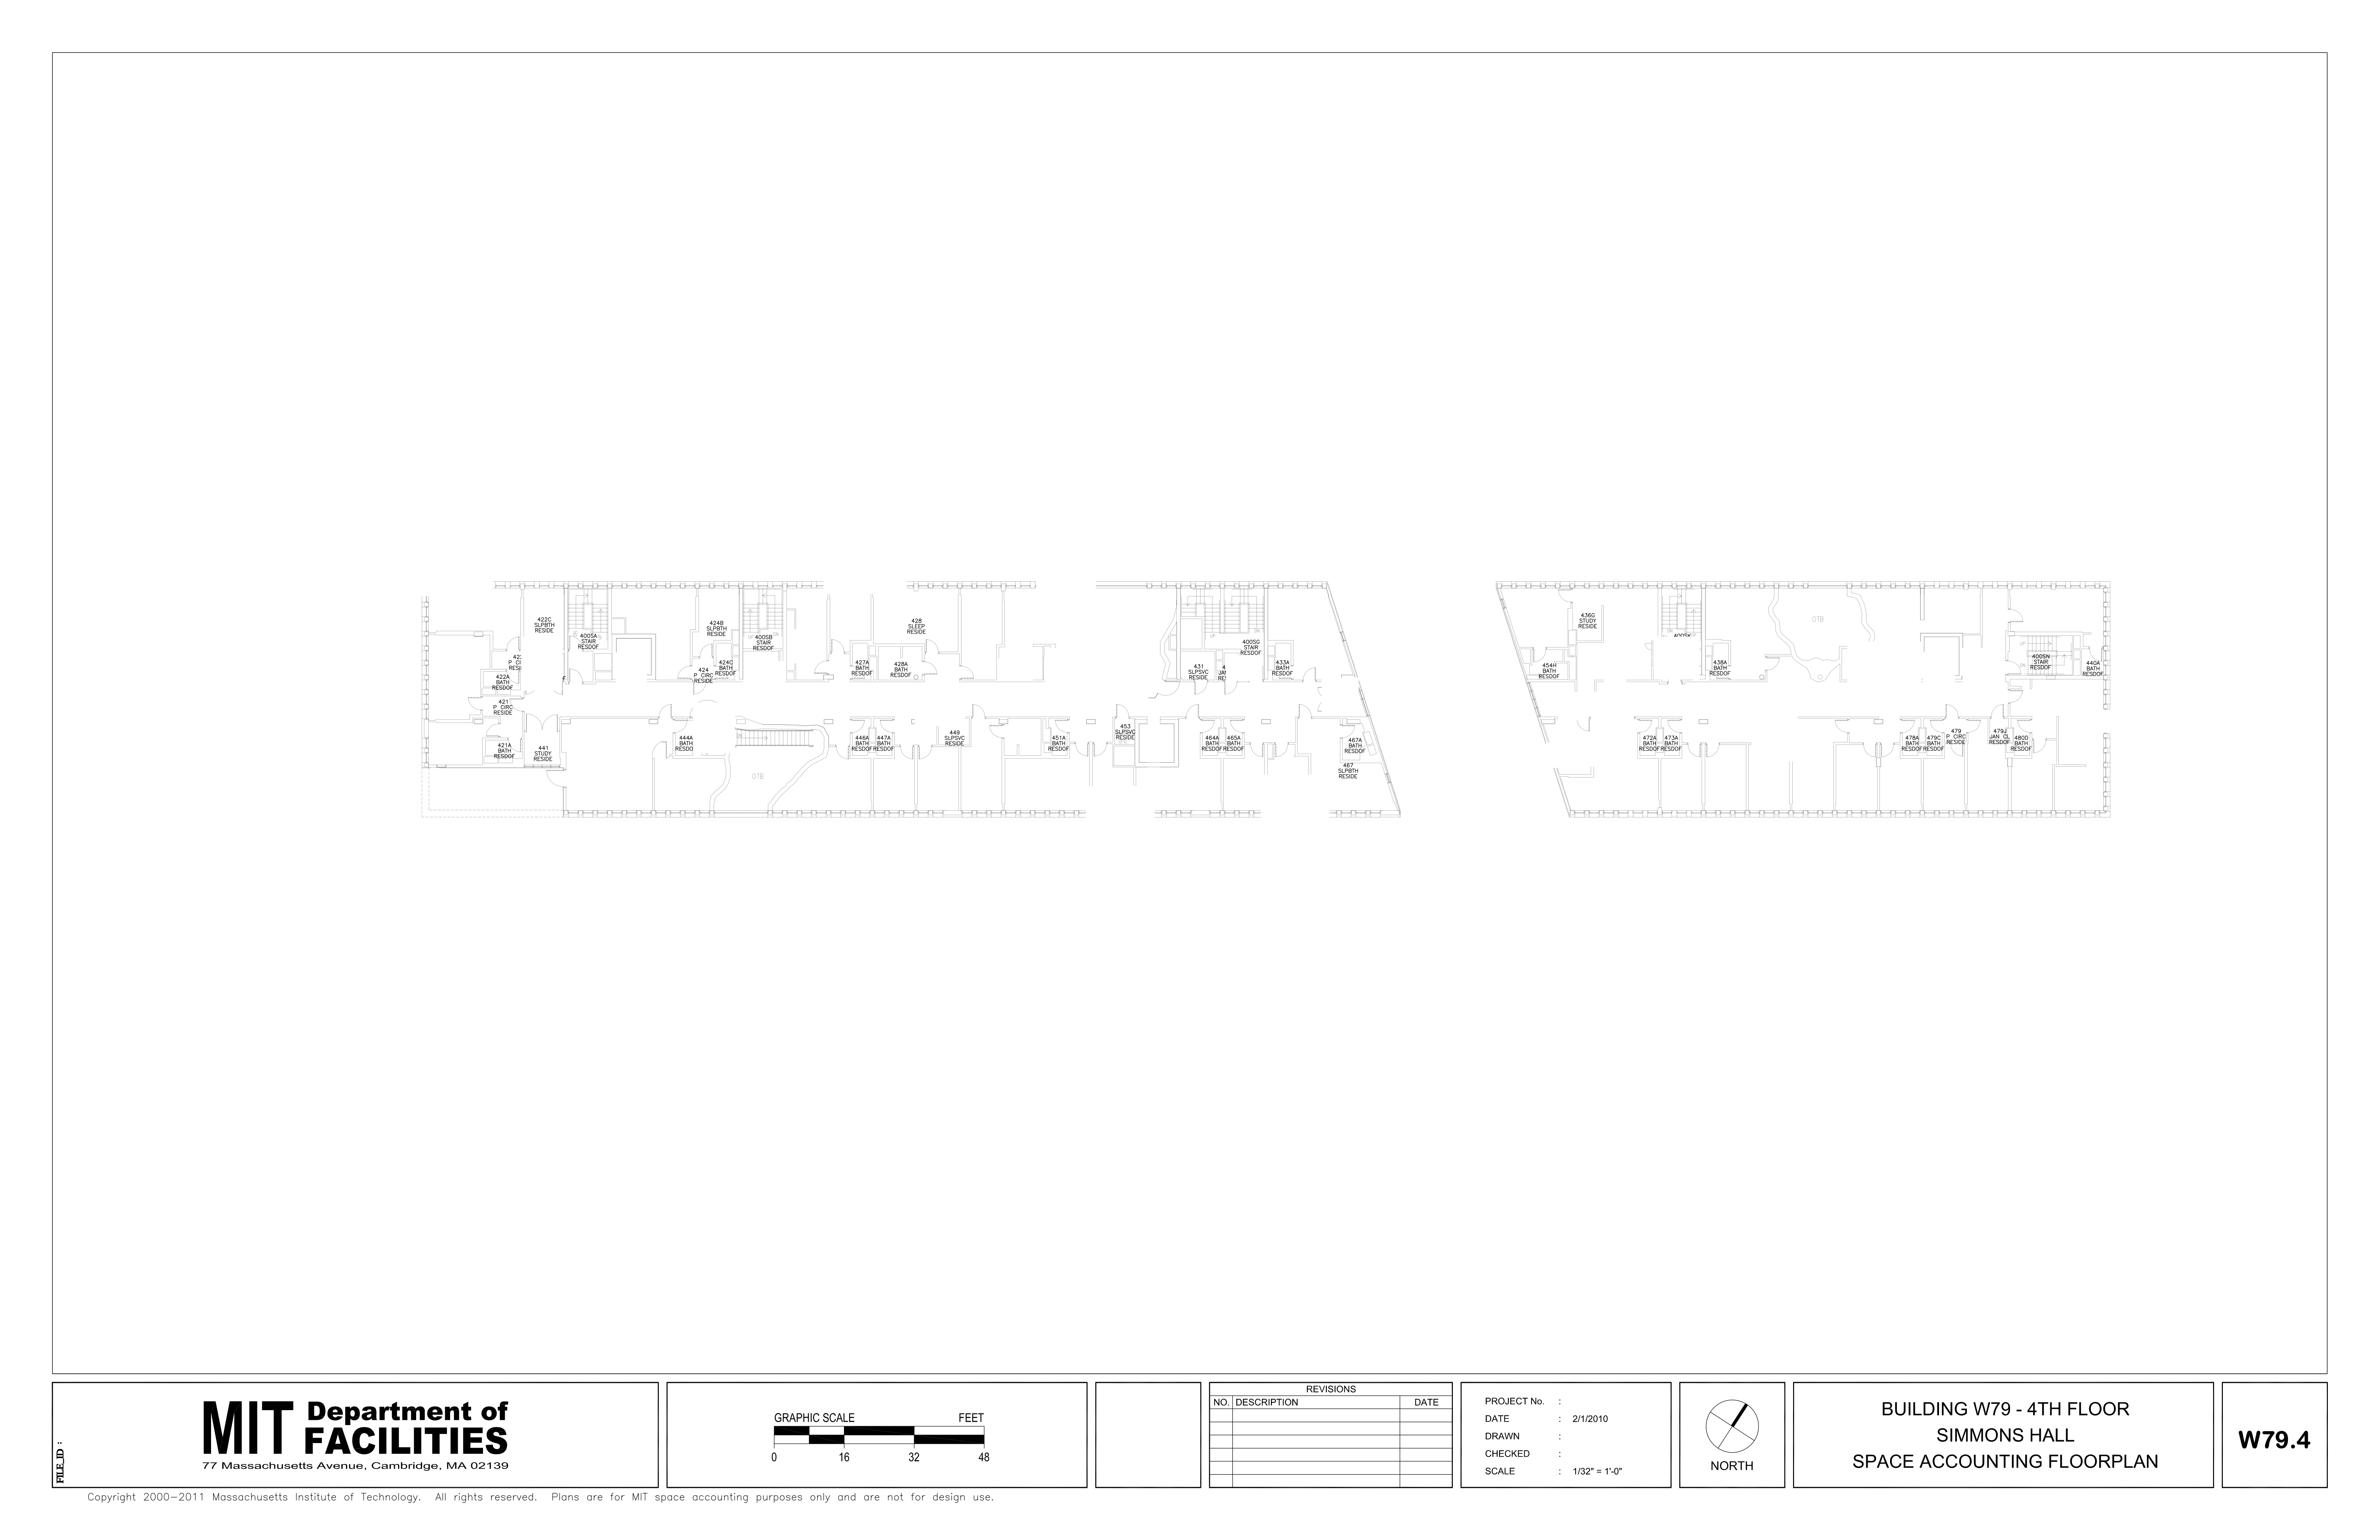 422C
SLPBTH
RESIDE
400SA
STAIR
RESDOF
424B
SLPBTH
RESIDE
400SB
STAIR
RESDOF
428
SLEEP
RESIDE
422A
BATH
RESDOF
424
P CIRC
RESIDE
424C
BATH
RESDOF
427A
BATH
RESDOF
428A
BATH
RESDOF
431
SLPSVC
RESIDE
400SG
STAIR
RESDOF
433A
BATH
RESDOF
436G
STUDY
RESIDE
454H
BATH
RESDOF
438A
BATH
RESDOF
OTB
400SN
STAIR
RESDOF
440A
BATH
RESDOF
UP
DN
421
P CIRC
RESIDE
421A
BATH
RESDOF
441
STUDY
RESIDE
444A
BATH
RESDO
OTB
446A
BATH
RESDOF
447A
BATH
RESDOF
449
SLPSVC
RESIDE
451A
BATH
RESDOF
453
SLPSVC
RESIDE
464A
BATH
RESDOF
465A
BATH
RESDOF
467A
BATH
RESDOF
467
SLPBTH
RESIDE
472A
BATH
RESDOF
473A
BATH
RESDOF
478A
BATH
RESDOF
479C
BATH
RESDOF
479
P CIRC
RESIDE
479J
JAN CL
RESDOF
480D
BATH
RESDOF
FILE_ID :
MIT Department of
FACILITIES
77 Massachusetts Avenue, Cambridge, MA 02139
GRAPHIC SCALE FEET
0 16 32 48
REVISIONS
NO. DESCRIPTION DATE
PROJECT No. :
DATE : 2/1/2010
DRAWN :
CHECKED :
SCALE : 1/32" = 1'-0"
NORTH
BUILDING W79 - 4TH FLOOR
SIMMONS HALL
SPACE ACCOUNTING FLOORPLAN
W79.4
Copyright 2000-2011 Massachusetts Institute of Technology. All rights reserved. Plans are for MIT space accounting purposes only and are not for design use.